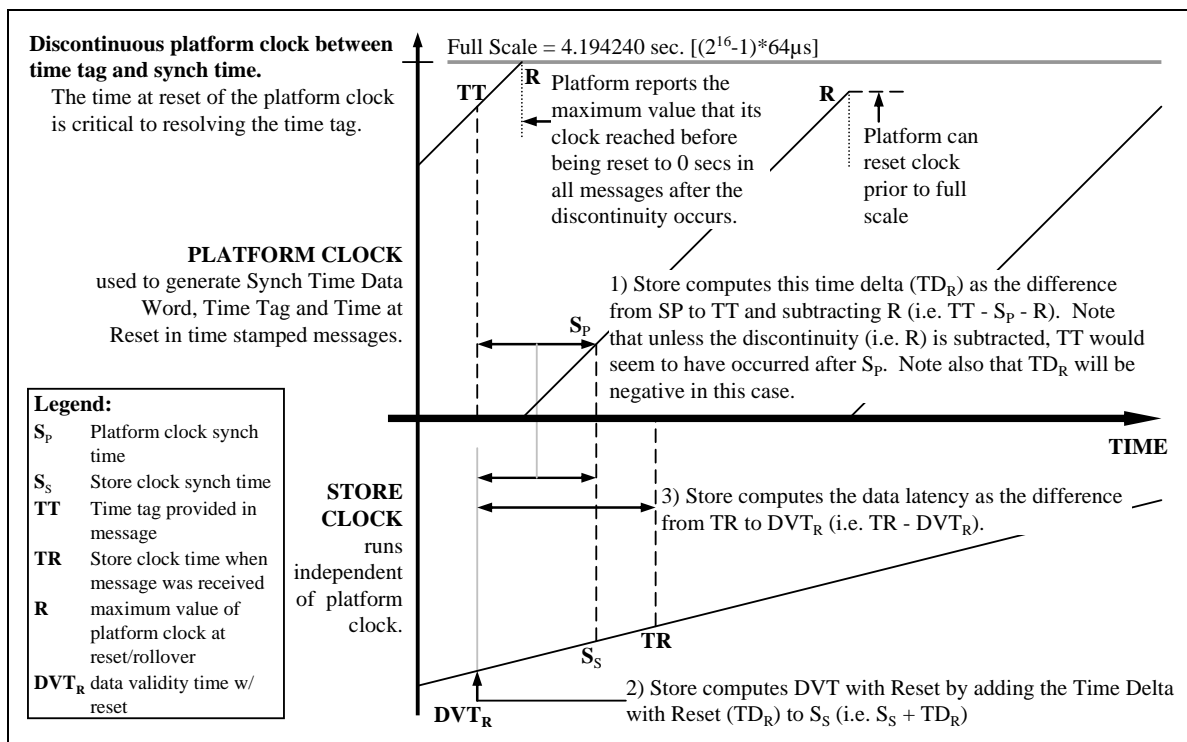 Discontinuous platform clock between
time tag and synch time.
The time at reset of the platform clock
is critical to resolving the time tag.
Full Scale = 4.194240 sec. [(2¹⁶-1)*64µs]
TT
R
Platform reports the
maximum value that its
clock reached before
being reset to 0 secs in
all messages after the
discontinuity occurs.
R
Platform can
reset clock
prior to full
scale
PLATFORM CLOCK
used to generate Synch Time Data
Word, Time Tag and Time at
Reset in time stamped messages.
S_P
1) Store computes this time delta (TD_R) as the difference
from SP to TT and subtracting R (i.e. TT - S_P - R). Note
that unless the discontinuity (i.e. R) is subtracted, TT would
seem to have occurred after S_P. Note also that TD_R will be
negative in this case.
TIME
Legend:
S_P Platform clock synch
time
S_S Store clock synch time
TT Time tag provided in
message
TR Store clock time when
message was received
R maximum value of
platform clock at
reset/rollover
DVT_R data validity time w/
reset
STORE
CLOCK
runs
independent
of platform
clock.
3) Store computes the data latency as the difference
from TR to DVT_R (i.e. TR - DVT_R).
S_S
TR
DVT_R
2) Store computes DVT with Reset by adding the Time Delta
with Reset (TD_R) to S_S (i.e. S_S + TD_R)